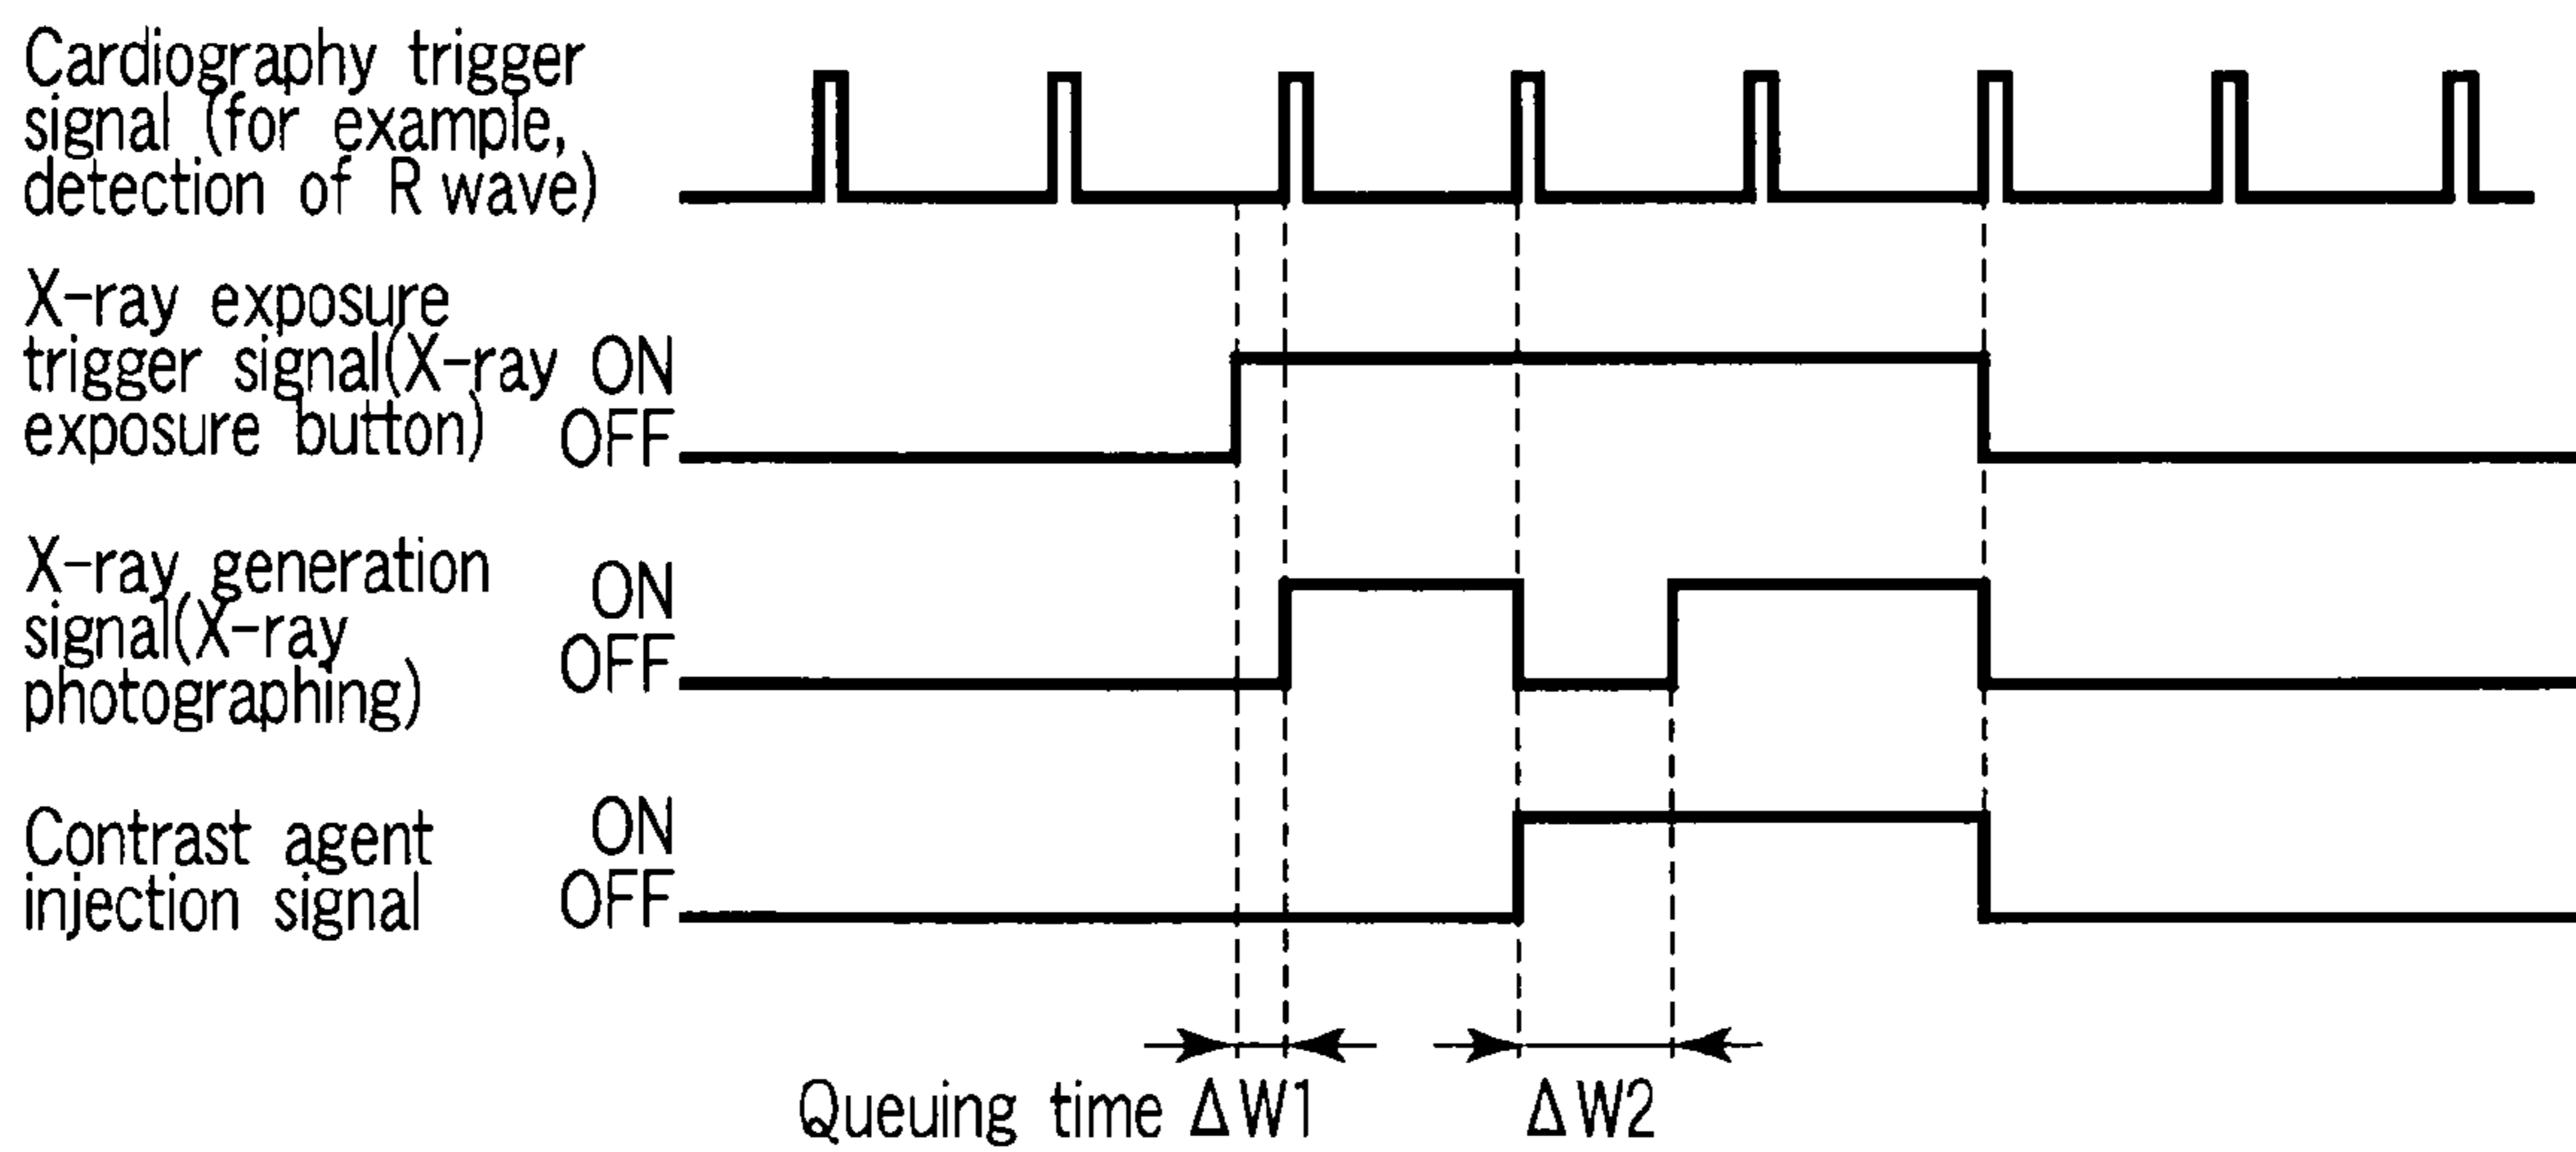 Cardiography trigger
signal (for example,
detection of R wave)
X-ray exposure
trigger signal(X-ray ON
exposure button) OFF
X-ray generation ON
signal(X-ray OFF
photographing)
Contrast agent ON
injection signal OFF
Queuing time ΔW1 ΔW2